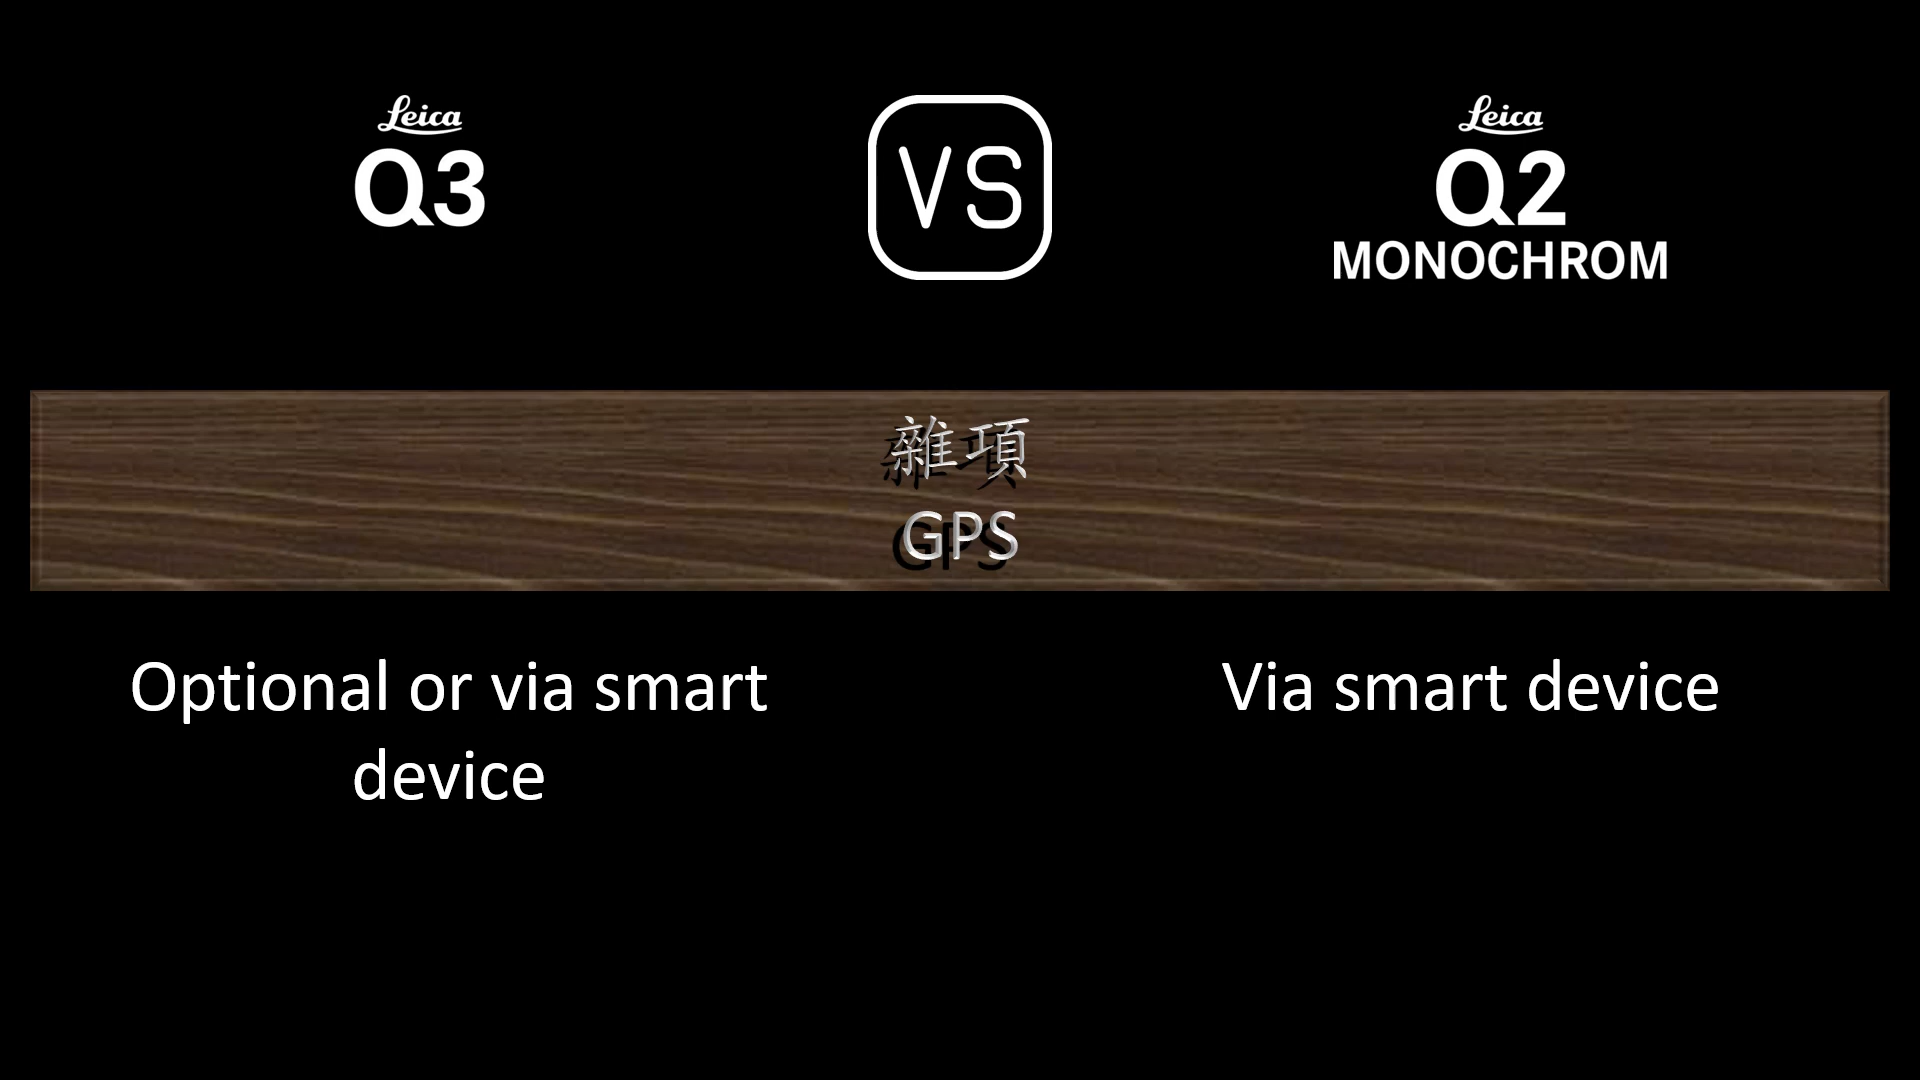 Leica
Q3
VS
Leica
Q2
MONOCHROM
雜項
GPS
Optional or via smart
device
Via smart device